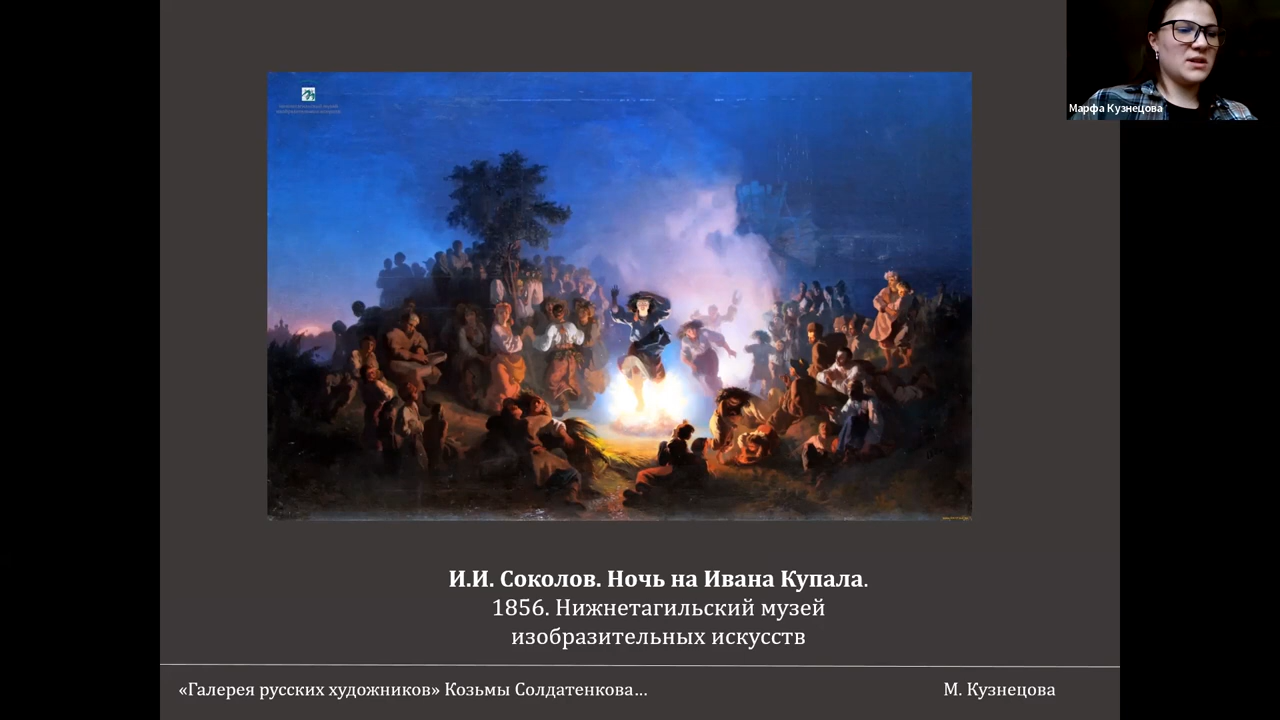 Марфа Кузнецова
И.И. Соколов. Ночь на Ивана Купала.
1856. Нижнетагильский музей
изобразительных искусств
«Галерея русских художников» Козьмы Солдатенкова...
М. Кузнецова